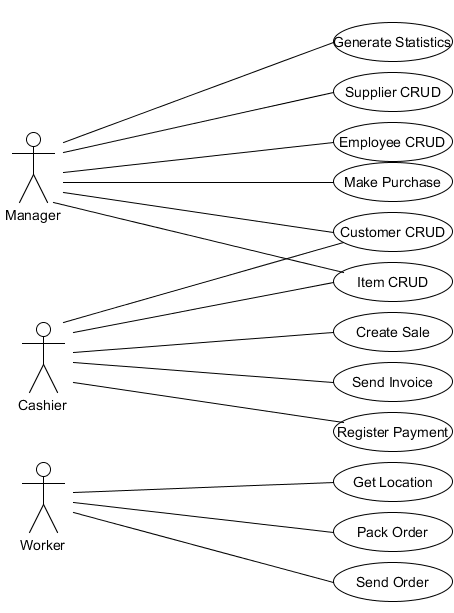 Generate Statistics
Supplier CRUD
Employee CRUD
Make Purchase
Manager
Customer CRUD
Item CRUD
Create Sale
Send Invoice
Cashier
Register Payment
Get Location
Pack Order
Worker
Send Order